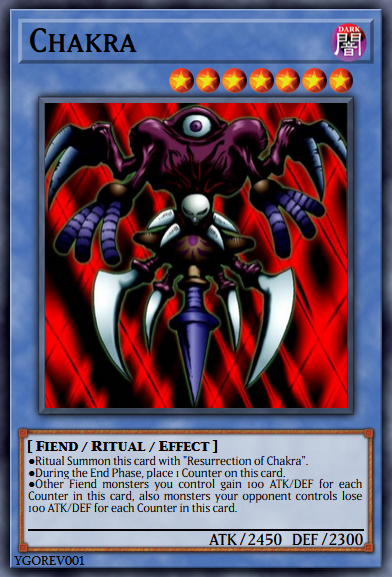 CHAKRA
DARK
闇
[ FIEND / RITUAL / EFFECT ]
●Ritual Summon this card with "Resurrection of Chakra".
●During the End Phase, place 1 Counter on this card.
●Other Fiend monsters you control gain 100 ATK/DEF for each
Counter in this card, also monsters your opponent controls lose
100 ATK/DEF for each Counter in this card.
ATK/2450 DEF/2300
YGOREV001